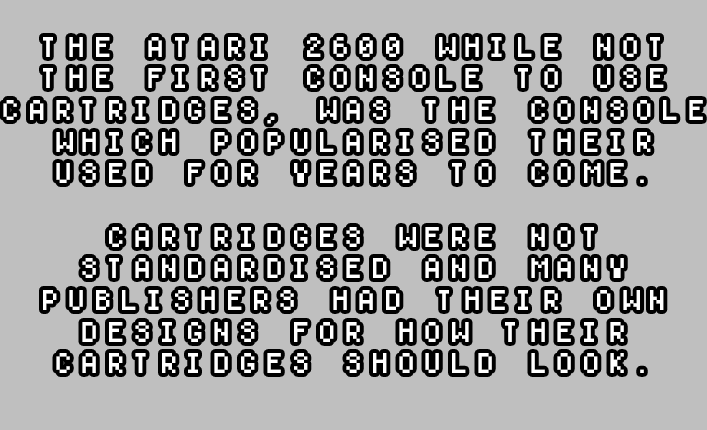 THE ATARI 2600 WHILE NOT
THE FIRST CONSOLE TO USE
CARTRIDGES, WAS THE CONSOLE
WHICH POPULARISED THEIR
USED FOR YEARS TO COME.
CARTRIDGES WERE NOT
STANDARDISED AND MANY
PUBLISHERS HAD THEIR OWN
DESIGNS FOR HOW THEIR
CARTRIDGES SHOULD LOOK.